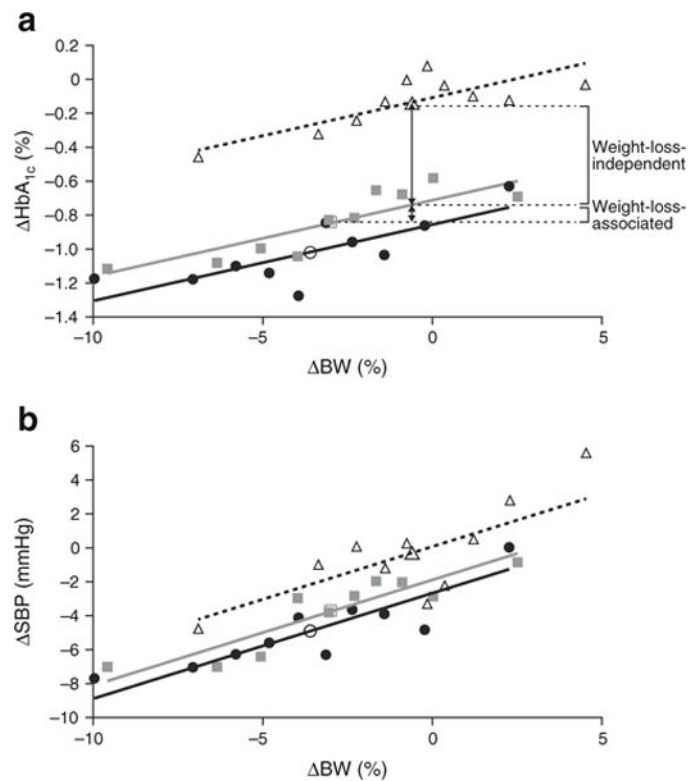 a
0.2
0
−0.2
−0.4
−0.6
−0.8
−1.0
−1.2
−1.4
ΔHbA1c (%)
Weight-loss-
independent
Weight-loss-
associated
−10
−5
0
5
ΔBW (%)
b
6
4
2
0
−2
−4
−6
−8
−10
ΔSBP (mmHg)
−10
−5
0
5
ΔBW (%)